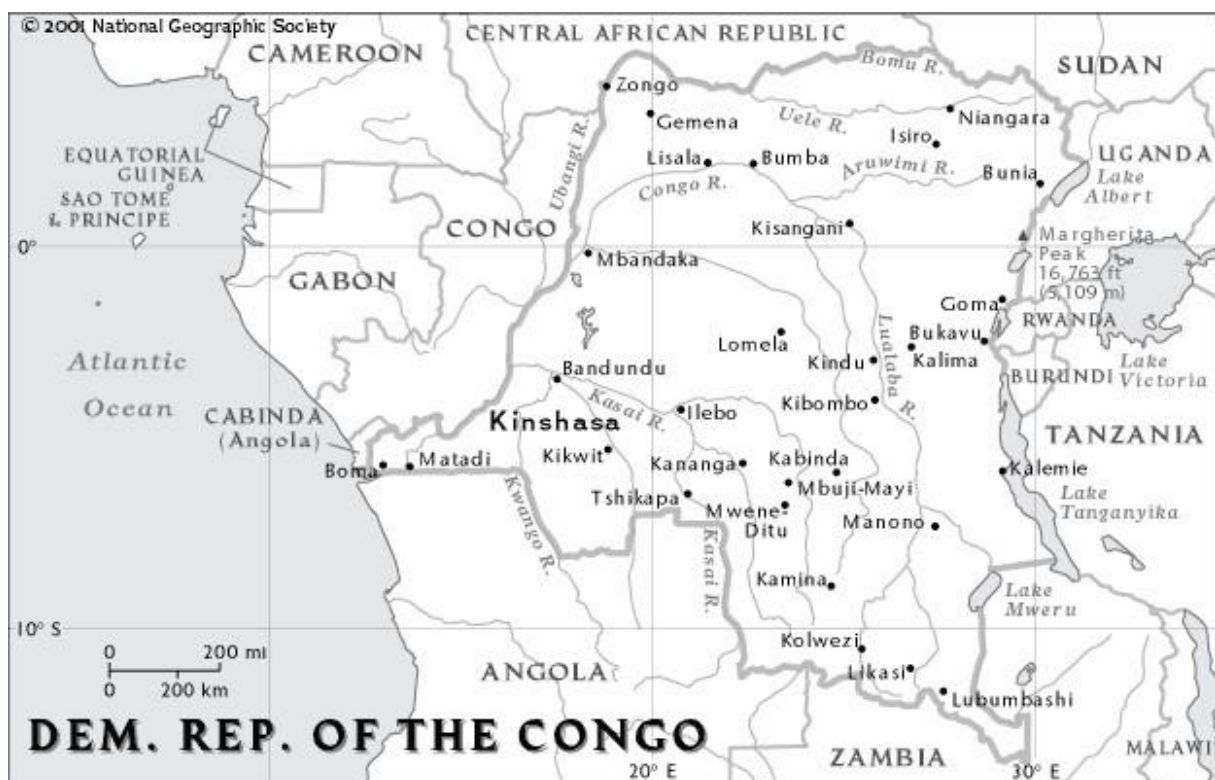 © 2001 National Geographic Society
CAMEROON
CENTRAL AFRICAN REPUBLIC
SUDAN
Bomu R.
Zongo
Gemena
Uele R.
Niangara
Isiro
Ubangi R.
Lisala
Bumba
Aruwimi R.
Bunia
UGANDA
Lake
Albert
EQUATORIAL
GUINEA
SAO TOME
& PRINCIPE
Congo R.
CONGO
Kisangani
0°
Mbandaka
Margherita
Peak
16,763 ft
(5,109 m)
GABON
Goma
RWANDA
Lomela
Bukavu
Kindu
Kalima
Lualaba R.
BURUNDI
Lake
Victoria
Atlantic
Ocean
Bandundu
Kasai R.
Ilebo
Kibombo
CABINDA
(Angola)
Kinshasa
TANZANIA
Boma
Matadi
Kikwit
Kananga
Kabinda
Kalemie
Tshikapa
Mbuji-Mayi
Mwene-
Ditu
Manono
Lake
Tanganyika
Kwango R.
Kasai R.
Kamina
Lake
Mweru
10° S
Kolwezi
0 200 mi
0 200 km
ANGOLA
Likasi
Lubumbashi
DEM. REP. OF THE CONGO
ZAMBIA
MALAWI
20° E
30° E